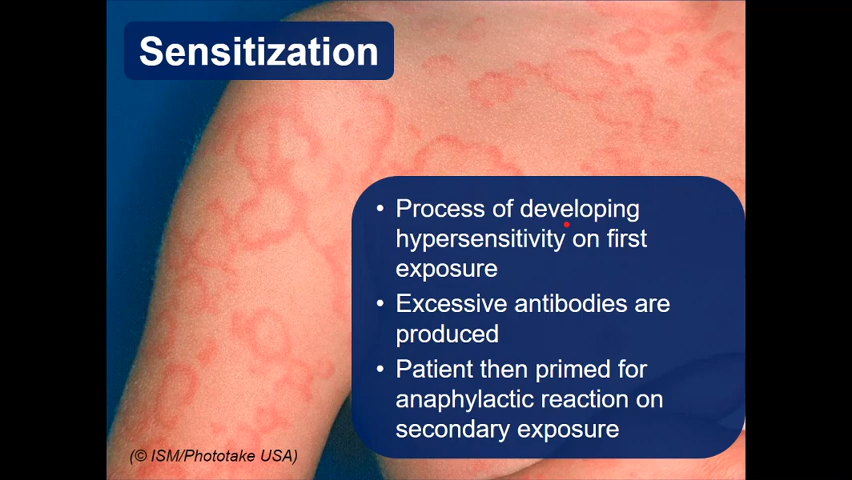 Sensitization
• Process of developing
hypersensitivity on first
exposure
• Excessive antibodies are
produced
• Patient then primed for
anaphylactic reaction on
secondary exposure
(© ISM/Phototake USA)